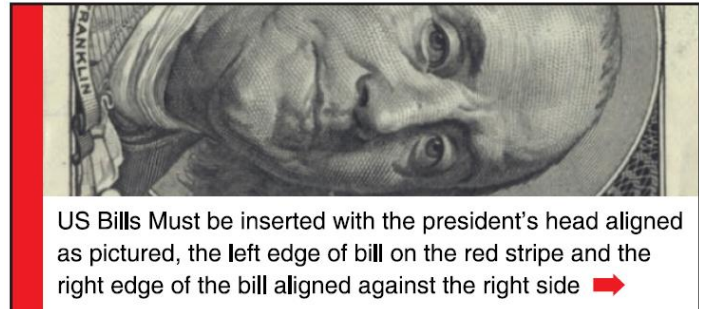 FRANKLIN
US Bills Must be inserted with the president's head aligned
as pictured, the left edge of bill on the red stripe and the
right edge of the bill aligned against the right side